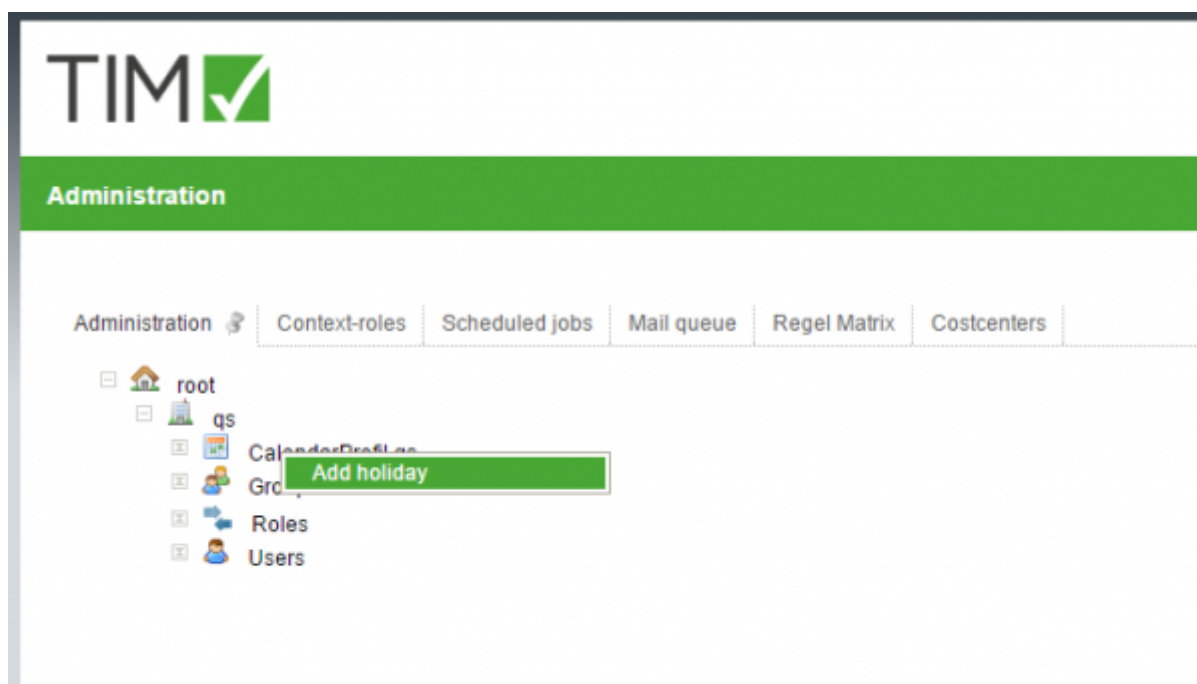 TIM
Administration
Administration Context-roles Scheduled jobs Mail queue Regel Matrix Costcenters
root
qs
Add holiday
Roles
Users